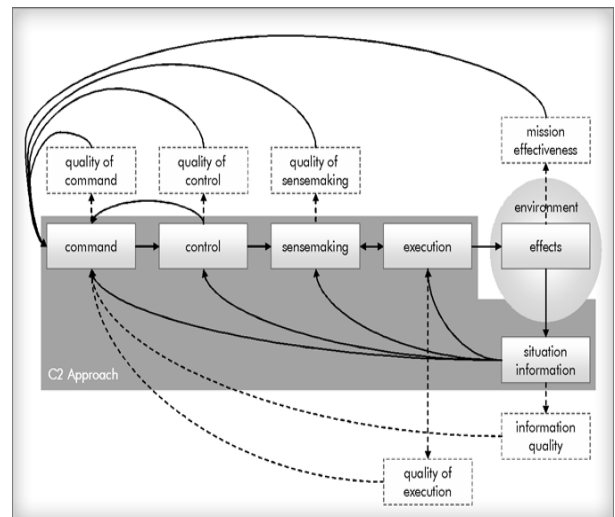 mission
effectiveness
quality of
command
quality of
control
quality of
sensemaking
environment
command
control
sensemaking
execution
effects
situation
information
C2 Approach
information
quality
quality of
execution